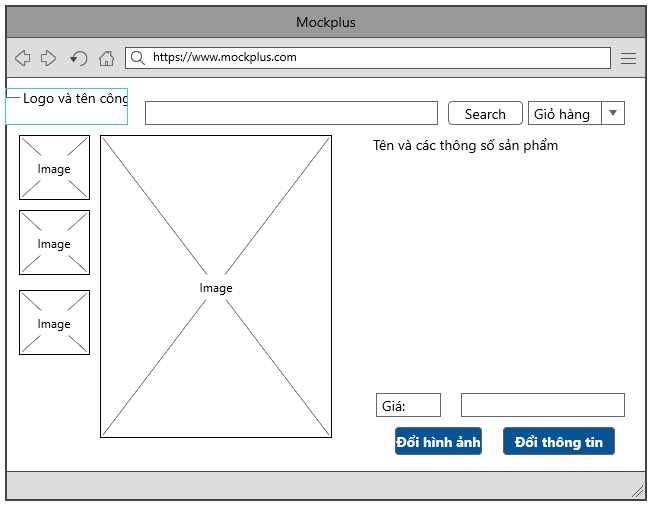 Mockplus
https://www.mockplus.com
Logo và tên công
Search
Giỏ hàng
Image
Image
Image
Image
Tên và các thông số sản phẩm
Giá:
Đổi hình ảnh
Đổi thông tin